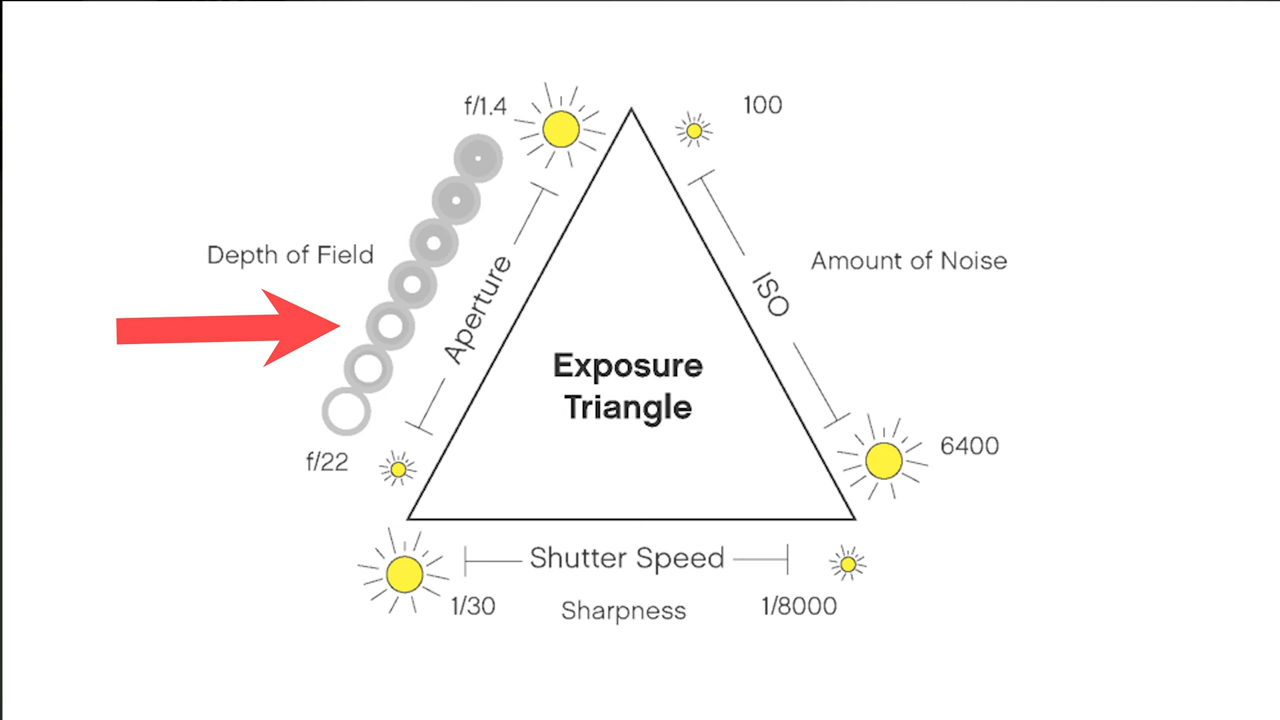 f/1.4
100
Depth of Field
Amount of Noise
Aperture
ISO
Exposure
Triangle
f/22
6400
Shutter Speed
1/30
Sharpness
1/8000